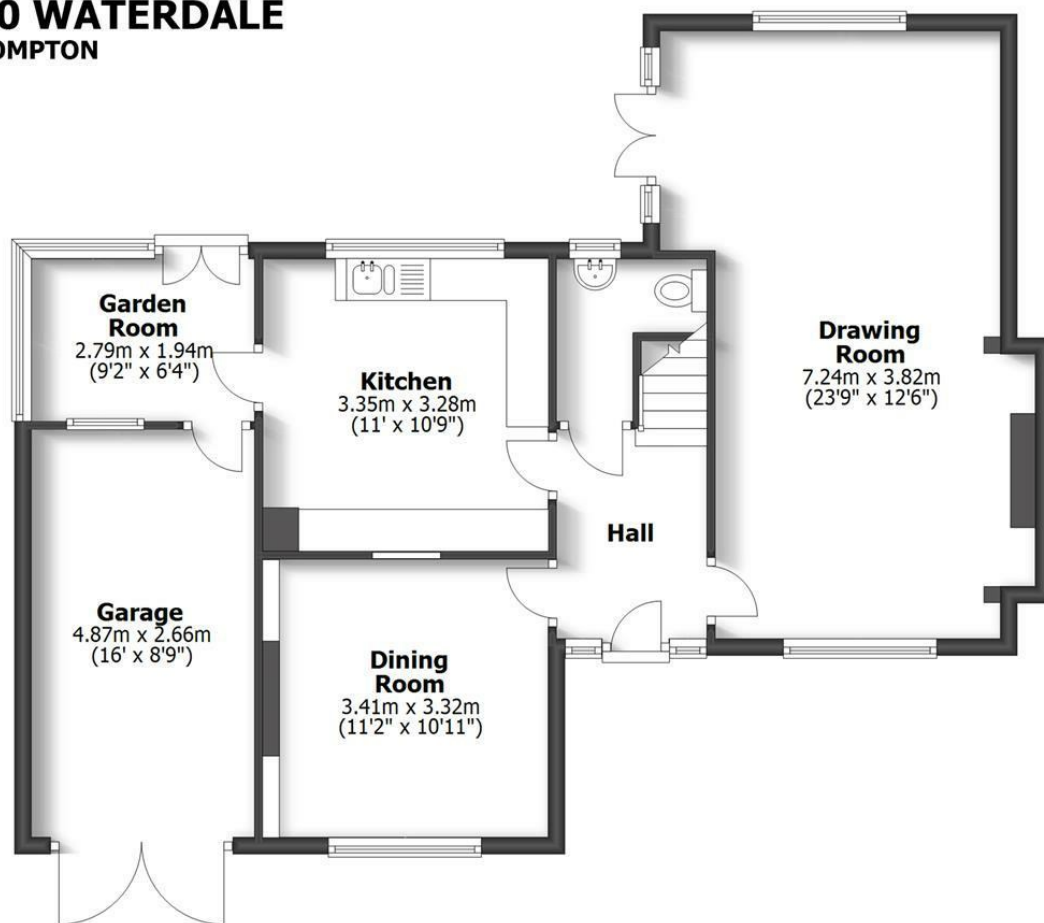 0 WATERDALE
OMPTON
Garden
Room
2.79m x 1.94m
(9'2" x 6'4")
Kitchen
3.35m x 3.28m
(11' x 10'9")
Drawing
Room
7.24m x 3.82m
(23'9" x 12'6")
Hall
Garage
4.87m x 2.66m
(16' x 8'9")
Dining
Room
3.41m x 3.32m
(11'2" x 10'11")